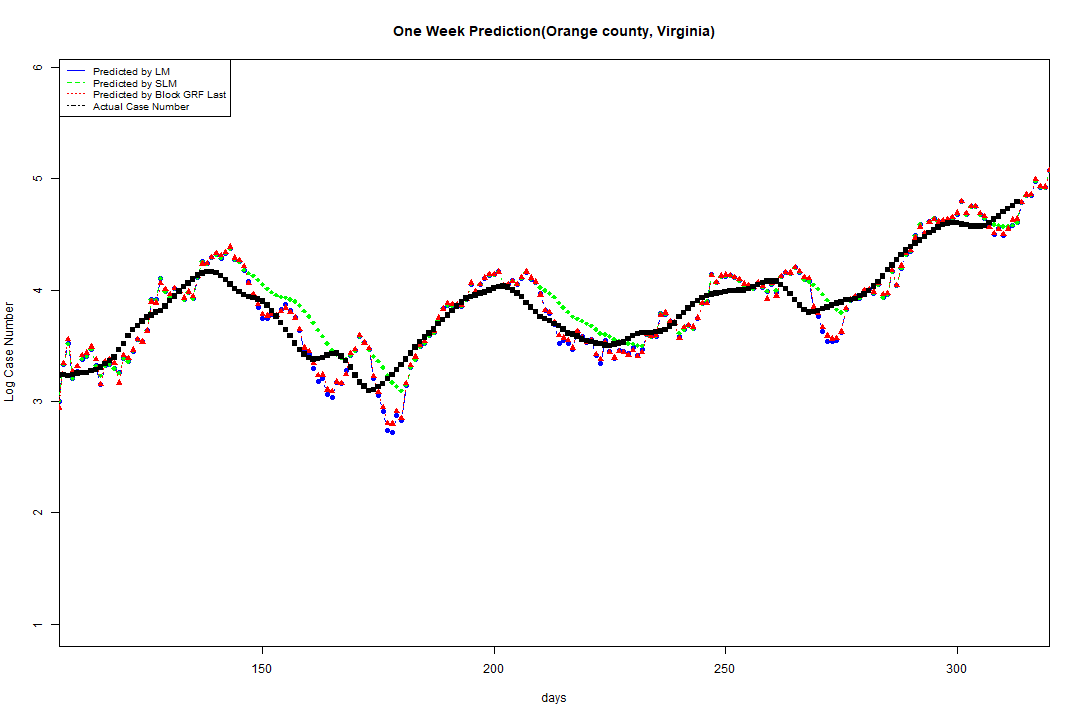 One Week Prediction(Orange county, Virginia)
Predicted by LM
Predicted by SLM
Predicted by Block GRF Last
Actual Case Number
6
5
4
3
2
1
Log Case Number
150
200
250
300
days